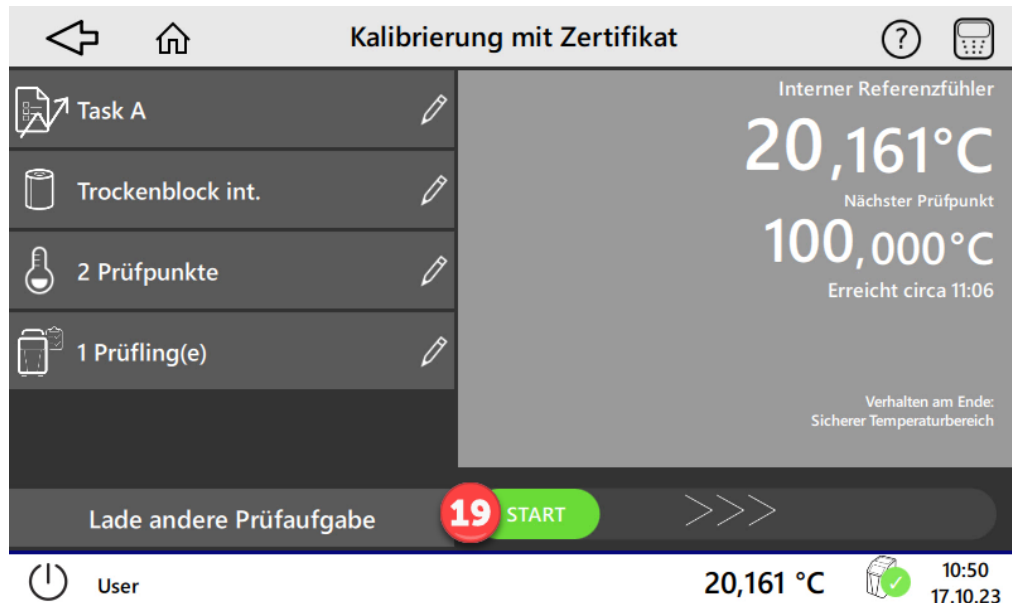 Kalibrierung mit Zertifikat
?
Task A
Trockenblock int.
2 Prüfpunkte
1 Prüfling(e)
Interner Referenzfühler
20,161°C
Nächster Prüfpunkt
100,000°C
Erreicht circa 11:06
Verhalten am Ende:
Sicherer Temperaturbereich
Lade andere Prüfaufgabe
19 START
User
20,161 °C
10:50
17.10.23